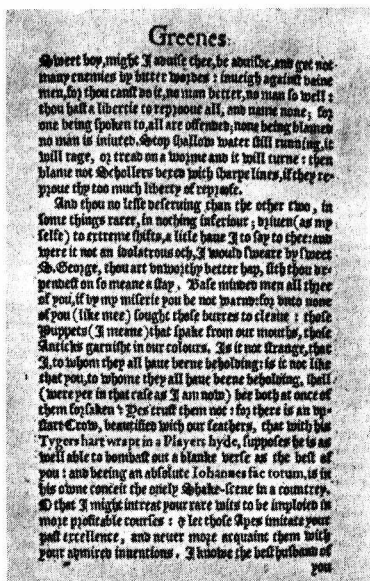 Greenes
Sweet boy, might I aduise thee, be aduisde, and get not
many enemies by bitter wordes: inueigh against vaine
men, for thou canst do it, no man better, no man so well:
thou hast a libertie to reprooue all, and name none; for
one being spoken to, all are offended; none being blamed
no man is iniured. Stop shallow water still running, it
will rage, or tread on a worme and it will turne: then
blame not Schollers vexed with sharpe lines, if they re-
proue thy too much liberty of reproofe.
And thou no lesse deseruing than the other two, in
some things rarer, in nothing inferiour; driuen (as my
selfe) to extreme shifts, a litle haue I to say to thee: and
were it not an idolatrous oth, I would sweare by sweet
S. George, thou art vnworthy better hap, sith thou de-
pendest on so meane a stay. Base minded men all three
of you, if by my miserie you be not warnd: for vnto none
of you (like mee) sought those burres to cleaue: those
Puppets (I meane) that spake from our mouths, those
Anticks garnisht in our colours. Is it not strange, that
I, to whom they all haue beene beholding: is it not like
that you, to whome they all haue beene beholding, shall
(were yee in that case as I am now) bee both at once of
them forsaken? Yes trust them not: for there is an vp-
start Crow, beautified with our feathers, that with his
Tygers hart wrapt in a Players hyde, supposes he is as
well able to bombast out a blanke verse as the best of
you: and beeing an absolute Iohannes fac totum, is in
his owne conceit the onely Shake-scene in a countrey.
O that I might intreat your rare wits to be imploied in
more profitable courses: & let those Apes imitate your
past excellence, and neuer more acquaint them with
your admired inuentions. I knowe the best husband of
you